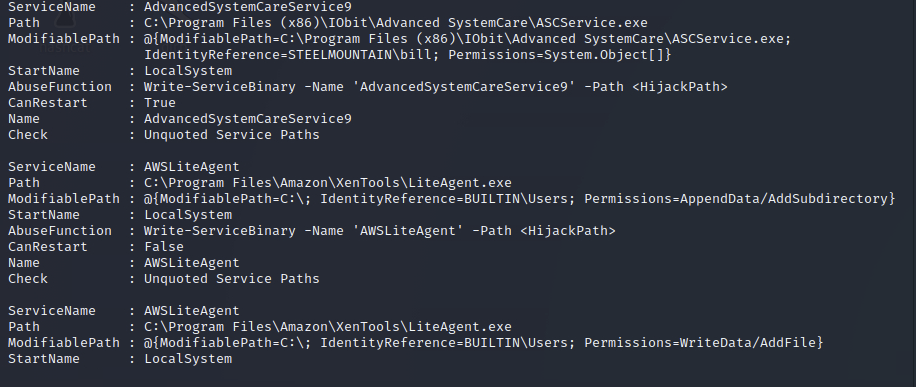 ServiceName    : AdvancedSystemCareService9
Path           : C:\Program Files (x86)\IObit\Advanced SystemCare\ASCService.exe
ModifiablePath : @{ModifiablePath=C:\Program Files (x86)\IObit\Advanced SystemCare\ASCService.exe;
                 IdentityReference=STEELMOUNTAIN\bill; Permissions=System.Object[]}
StartName      : LocalSystem
AbuseFunction  : Write-ServiceBinary -Name 'AdvancedSystemCareService9' -Path <HijackPath>
CanRestart     : True
Name           : AdvancedSystemCareService9
Check          : Unquoted Service Paths

ServiceName    : AWSLiteAgent
Path           : C:\Program Files\Amazon\XenTools\LiteAgent.exe
ModifiablePath : @{ModifiablePath=C:\; IdentityReference=BUILTIN\Users; Permissions=AppendData/AddSubdirectory}
StartName      : LocalSystem
AbuseFunction  : Write-ServiceBinary -Name 'AWSLiteAgent' -Path <HijackPath>
CanRestart     : False
Name           : AWSLiteAgent
Check          : Unquoted Service Paths

ServiceName    : AWSLiteAgent
Path           : C:\Program Files\Amazon\XenTools\LiteAgent.exe
ModifiablePath : @{ModifiablePath=C:\; IdentityReference=BUILTIN\Users; Permissions=WriteData/AddFile}
StartName      : LocalSystem